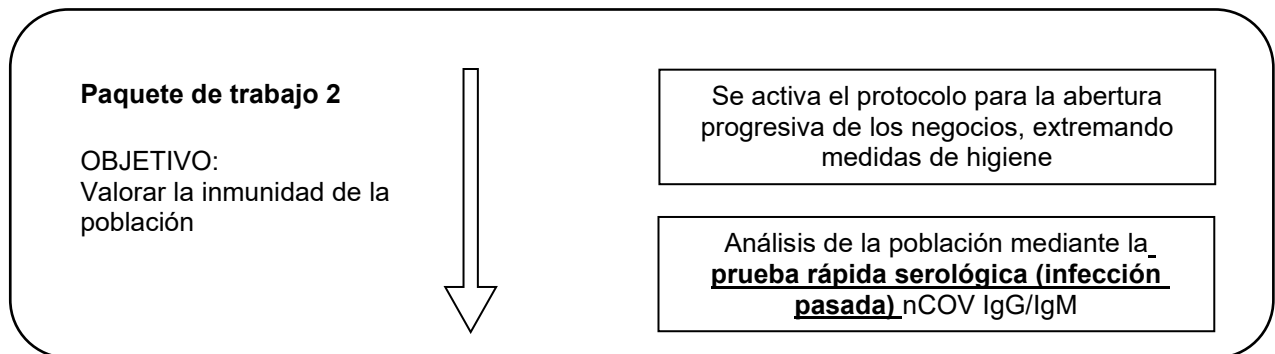 Paquete de trabajo 2
OBJETIVO:
Valorar la inmunidad de la
población
Se activa el protocolo para la abertura
progresiva de los negocios, extremando
medidas de higiene
Análisis de la población mediante la
prueba rápida serológica (infección
pasada) nCOV IgG/IgM